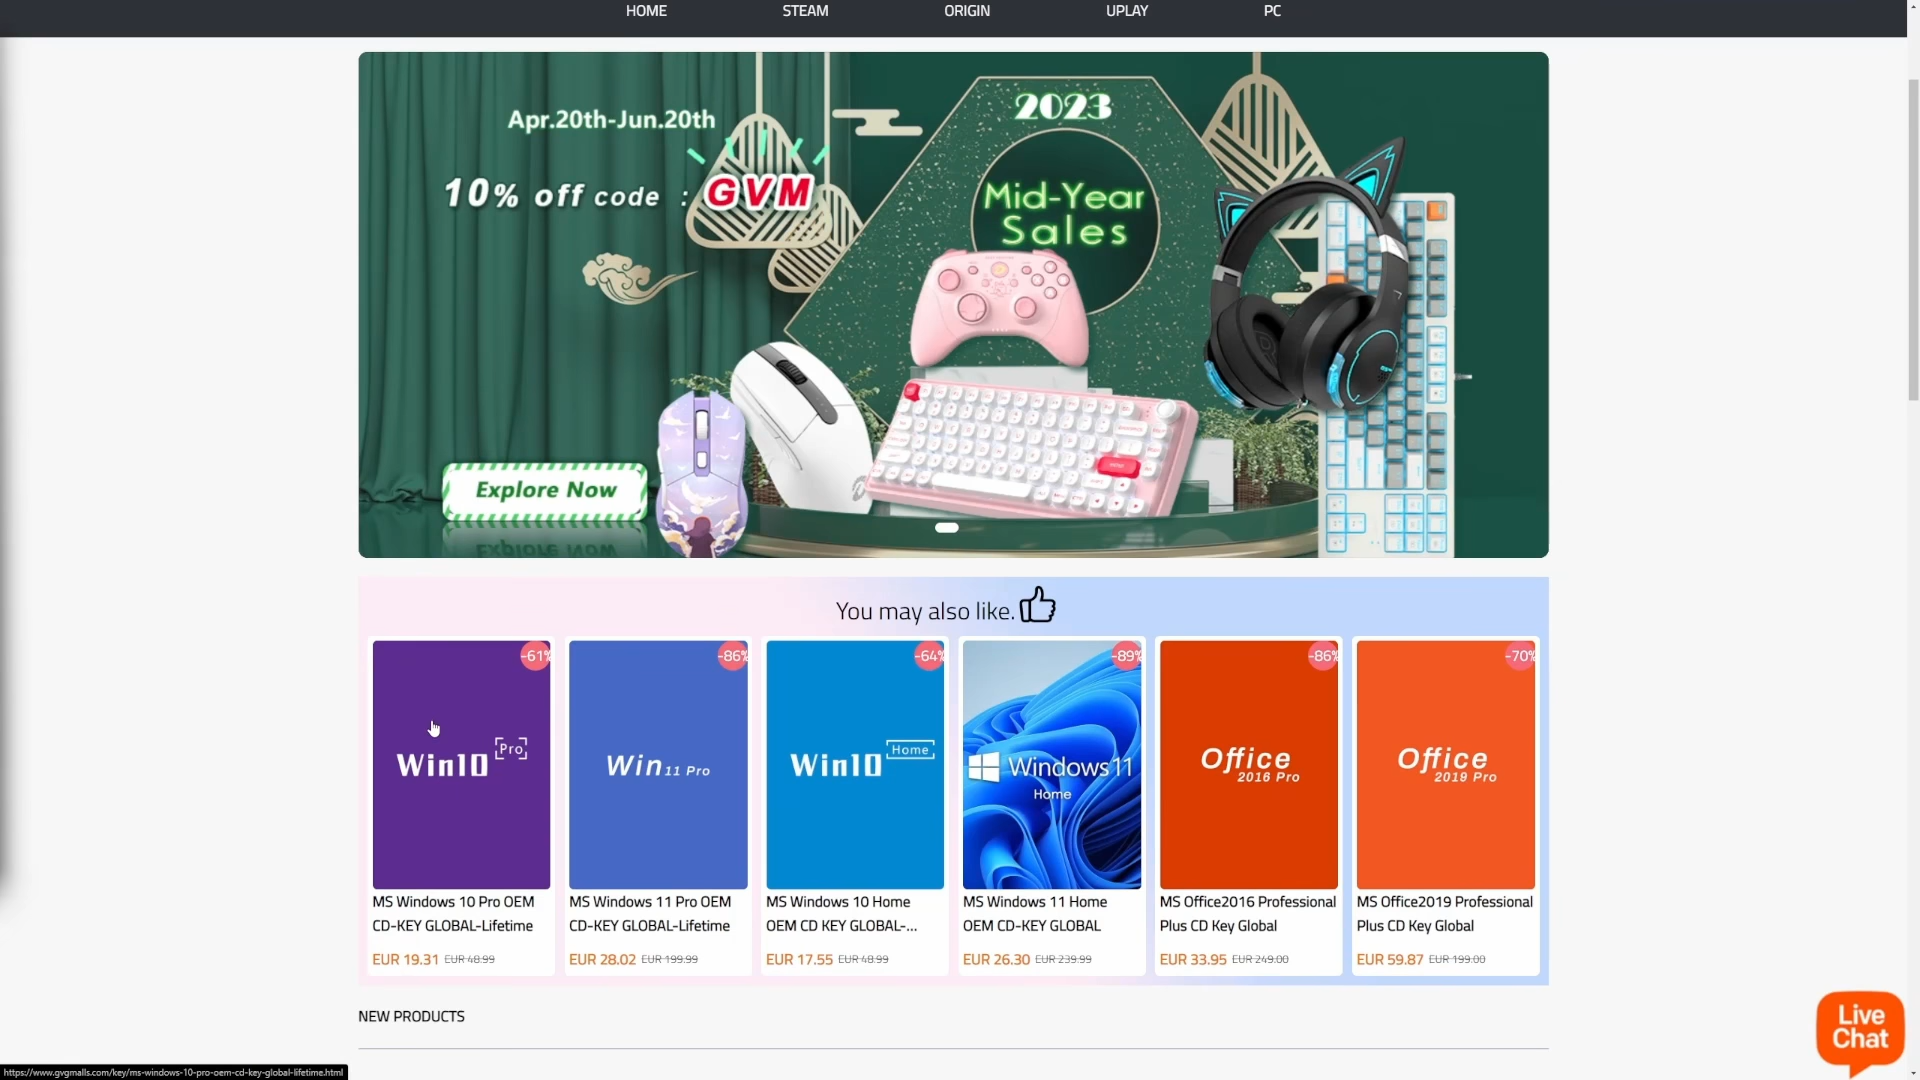 HOME STEAM ORIGIN UPLAY PC
2023
Apr.20th-Jun.20th
10% off code : GVM
Mid-Year
Sales
Explore Now
You may also like.
-61%
-86%
-64%
-89%
-86%
-70%
Win10 Pro
Win 11 Pro
Win10 Home
Windows 11
Home
Office
2016 Pro
Office
2019 Pro
MS Windows 10 Pro OEM
CD-KEY GLOBAL-Lifetime
EUR 19.31 EUR 48.99
MS Windows 11 Pro OEM
CD-KEY GLOBAL-Lifetime
EUR 28.02 EUR 199.99
MS Windows 10 Home
OEM CD KEY GLOBAL-...
EUR 17.55 EUR 48.99
MS Windows 11 Home
OEM CD-KEY GLOBAL
EUR 26.30 EUR 239.99
MS Office2016 Professional
Plus CD Key Global
EUR 33.95 EUR 249.00
MS Office2019 Professional
Plus CD Key Global
EUR 59.87 EUR 199.00
NEW PRODUCTS
Live
Chat
https://www.gvgmalls.com/key/ms-windows-10-pro-oem-cd-key-global-lifetime.html